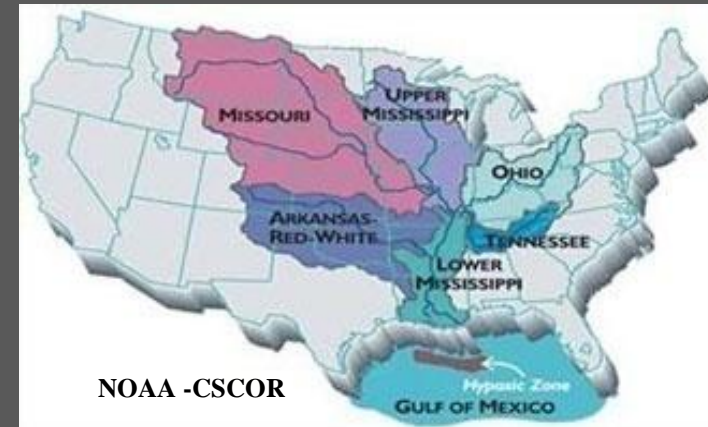 UPPER
MISSISSIPPI
MISSOURI
OHIO
ARKANSAS-
RED-WHITE
TENNESSEE
LOWER
MISSISSIPPI
NOAA -CSCOR
Hypoxic Zone
GULF OF MEXICO